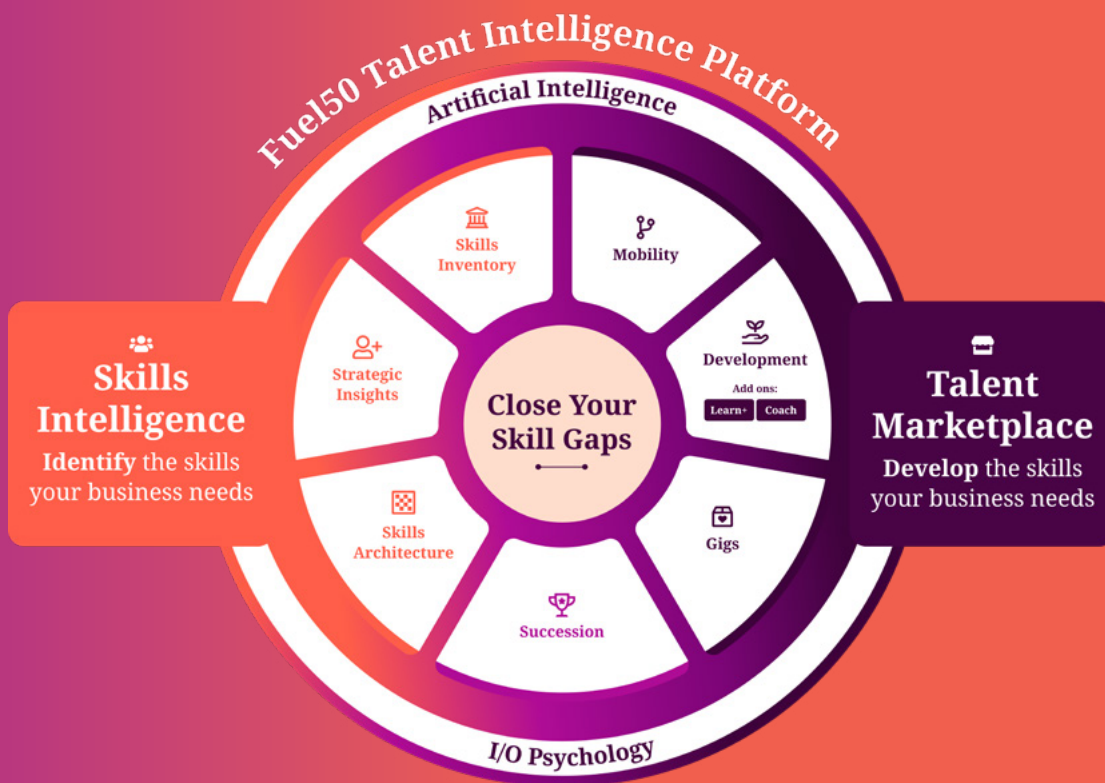 Fuel50 Talent Intelligence Platform
Artificial Intelligence
Skills
Inventory
Mobility
Strategic
Insights
Development
Add ons:
Learn+ Coach
Skills
Intelligence
Identify the skills
your business needs
Close Your
Skill Gaps
Talent
Marketplace
Develop the skills
your business needs
Skills
Architecture
Gigs
Succession
I/O Psychology